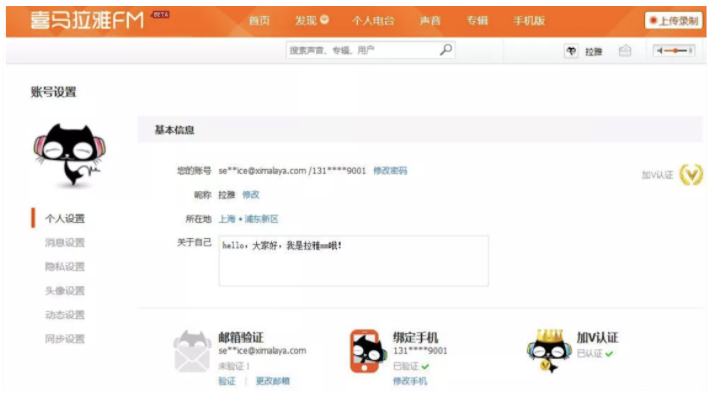 喜马拉雅FM BETA 首页 发现 个人电台 声音 专辑 手机版 上传录制
搜索声音、专辑、用户 拉雅
账号设置
基本信息
您的账号 se**ice@ximalaya.com /131****9001 修改密码
加V认证
昵称 拉雅 修改
个人设置
所在地 上海 • 浦东新区
消息设置
关于自己 hello，大家好，我是拉雅mm哦!
隐私设置
头像设置
动态设置
同步设置
邮箱验证
se**ice@ximalaya.com
未验证！
验证 | 更改邮箱
绑定手机
131****9001
已验证
修改手机
加V认证
已认证